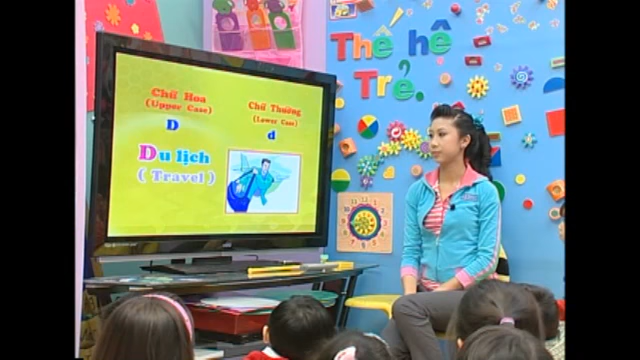 Thế hệ
Trẻ.
Chữ Hoa
(Upper Case)
D
Chữ Thường
(Lower Case)
d
Du lịch
( Travel )